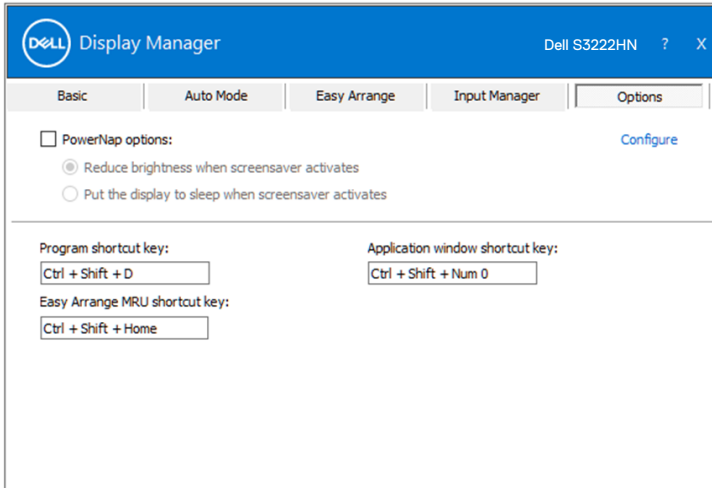 DELL Display Manager Dell S3222HN ? X
Basic Auto Mode Easy Arrange Input Manager Options
PowerNap options: Configure
Reduce brightness when screensaver activates
Put the display to sleep when screensaver activates
Program shortcut key: Application window shortcut key:
Ctrl + Shift + D Ctrl + Shift + Num 0
Easy Arrange MRU shortcut key:
Ctrl + Shift + Home